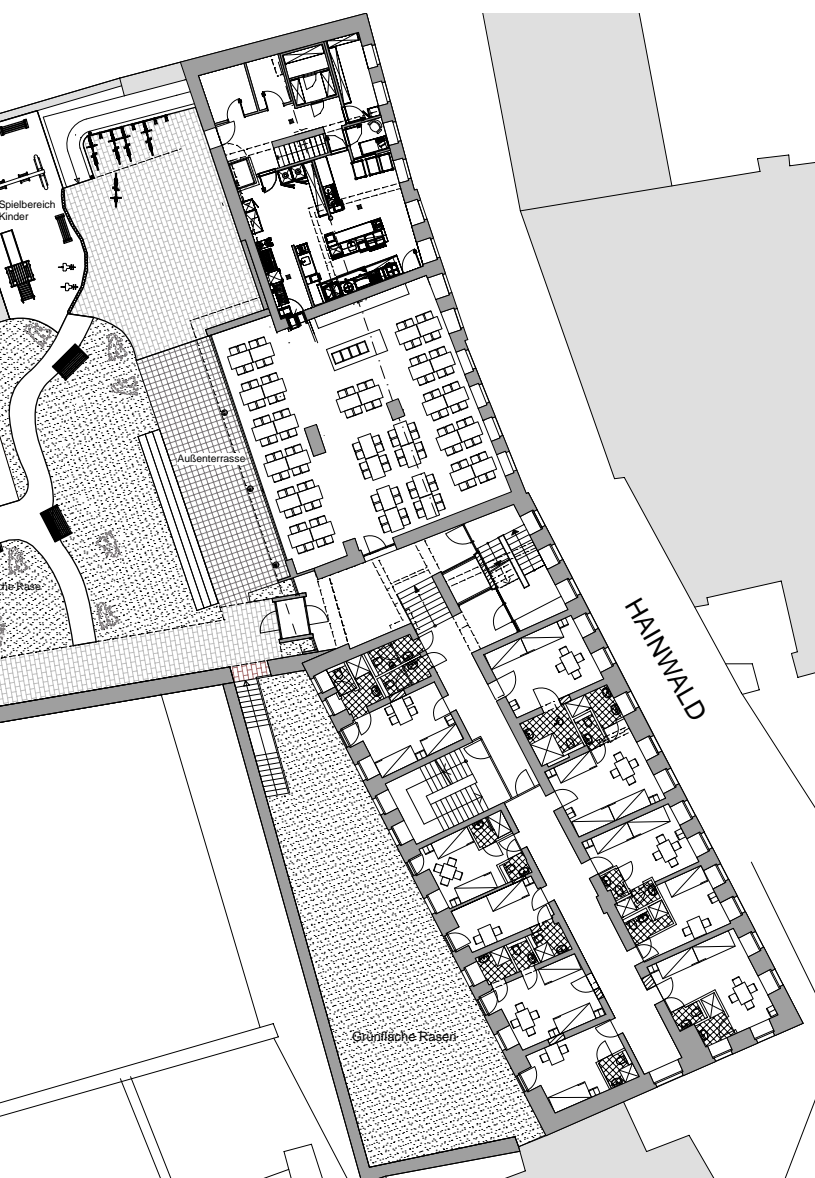 Spielbereich
Kinder
Außenterrasse
HAINWALD
Grünfläche Rasen